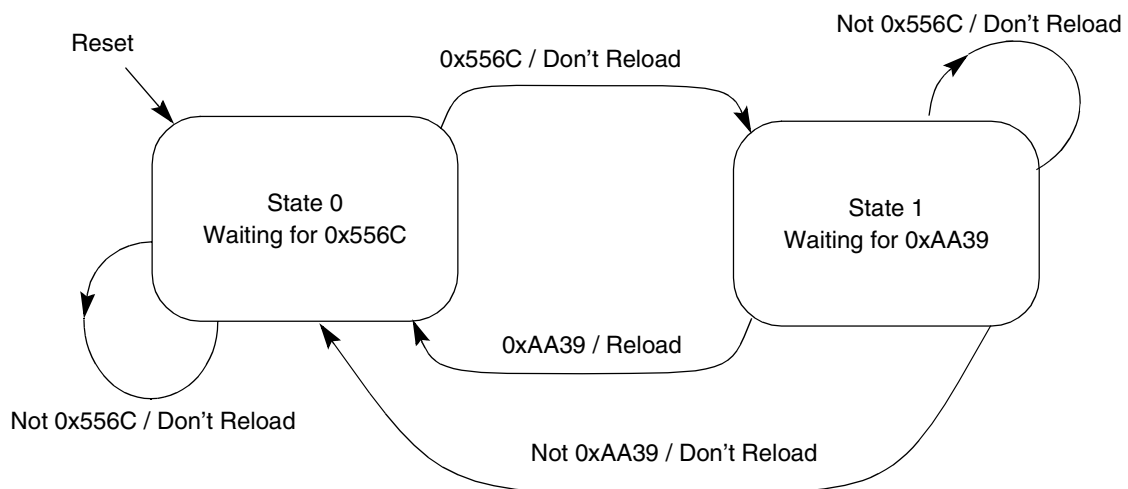 Reset
0x556C / Don't Reload
Not 0x556C / Don't Reload
State 0
Waiting for 0x556C
State 1
Waiting for 0xAA39
0xAA39 / Reload
Not 0x556C / Don't Reload
Not 0xAA39 / Don't Reload